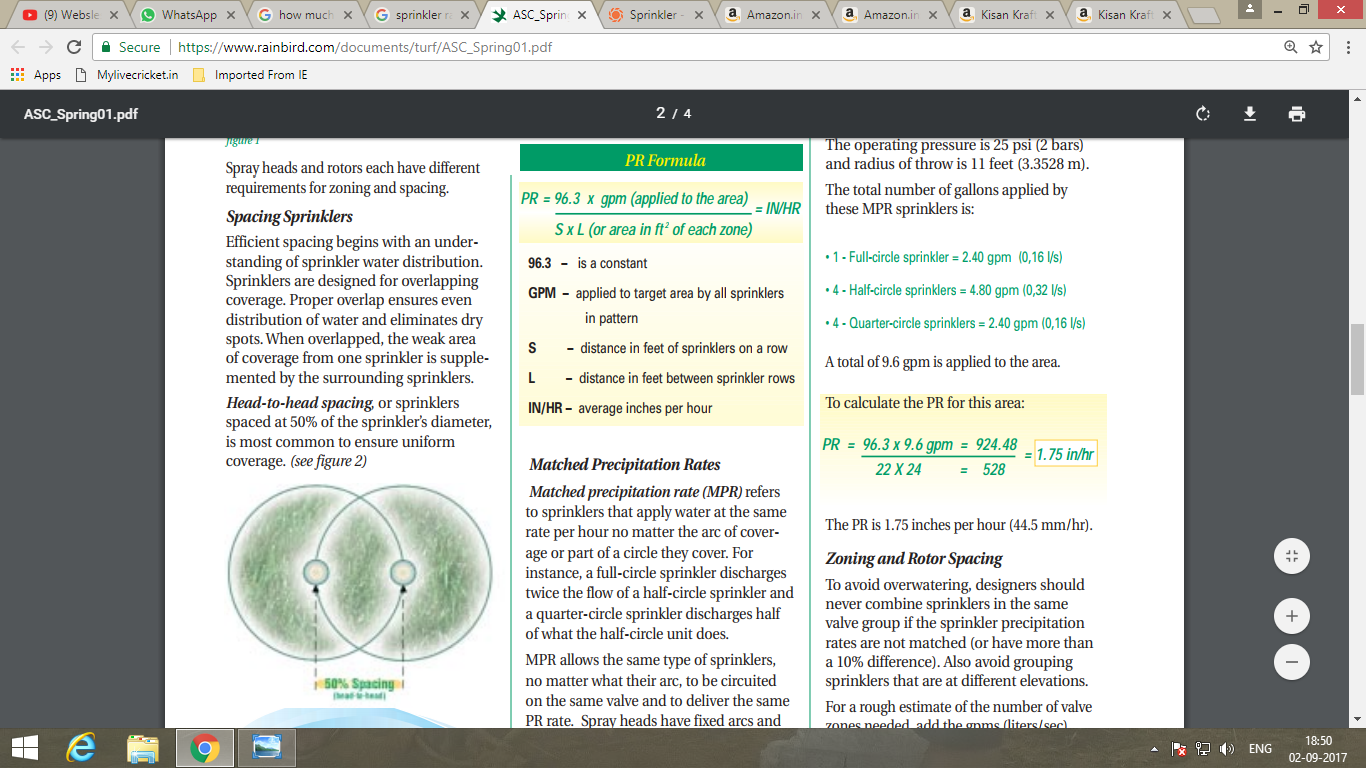 (9) Websle
WhatsApp
how much
sprinkler ra
ASC_Sprin
Sprinkler -
Amazon.in
Amazon.in
Kisan Kraft
Kisan Kraft
Secure
https://www.rainbird.com/documents/turf/ASC_Spring01.pdf
Apps
Mylivecricket.in
Imported From IE
ASC_Spring01.pdf
2 / 4
figure 1
Spray heads and rotors each have different
requirements for zoning and spacing.
Spacing Sprinklers
Efficient spacing begins with an under-
standing of sprinkler water distribution.
Sprinklers are designed for overlapping
coverage. Proper overlap ensures even
distribution of water and eliminates dry
spots. When overlapped, the weak area
of coverage from one sprinkler is supple-
mented by the surrounding sprinklers.
Head-to-head spacing, or sprinklers
spaced at 50% of the sprinkler's diameter,
is most common to ensure uniform
coverage. (see figure 2)
50% Spacing
(head-to-head)
PR Formula
PR = 96.3 x gpm (applied to the area)
= IN/HR
S x L (or area in ft² of each zone)
96.3 – is a constant
GPM – applied to target area by all sprinklers
in pattern
S – distance in feet of sprinklers on a row
L – distance in feet between sprinkler rows
IN/HR – average inches per hour
Matched Precipitation Rates
Matched precipitation rate (MPR) refers
to sprinklers that apply water at the same
rate per hour no matter the arc of cover-
age or part of a circle they cover. For
instance, a full-circle sprinkler discharges
twice the flow of a half-circle sprinkler and
a quarter-circle sprinkler discharges half
of what the half-circle unit does.
MPR allows the same type of sprinklers,
no matter what their arc, to be circuited
on the same valve and to deliver the same
PR rate. Spray heads have fixed arcs and
The operating pressure is 25 psi (2 bars)
and radius of throw is 11 feet (3.3528 m).
The total number of gallons applied by
these MPR sprinklers is:
• 1 - Full-circle sprinkler = 2.40 gpm (0,16 l/s)
• 4 - Half-circle sprinklers = 4.80 gpm (0,32 l/s)
• 4 - Quarter-circle sprinklers = 2.40 gpm (0,16 l/s)
A total of 9.6 gpm is applied to the area.
To calculate the PR for this area:
PR = 96.3 x 9.6 gpm = 924.48
= 1.75 in/hr
22 X 24 = 528
The PR is 1.75 inches per hour (44.5 mm/hr).
Zoning and Rotor Spacing
To avoid overwatering, designers should
never combine sprinklers in the same
valve group if the sprinkler precipitation
rates are not matched (or have more than
a 10% difference). Also avoid grouping
sprinklers that are at different elevations.
For a rough estimate of the number of valve
zones needed, add the gpms (liters/sec)
ENG
18:50
02-09-2017